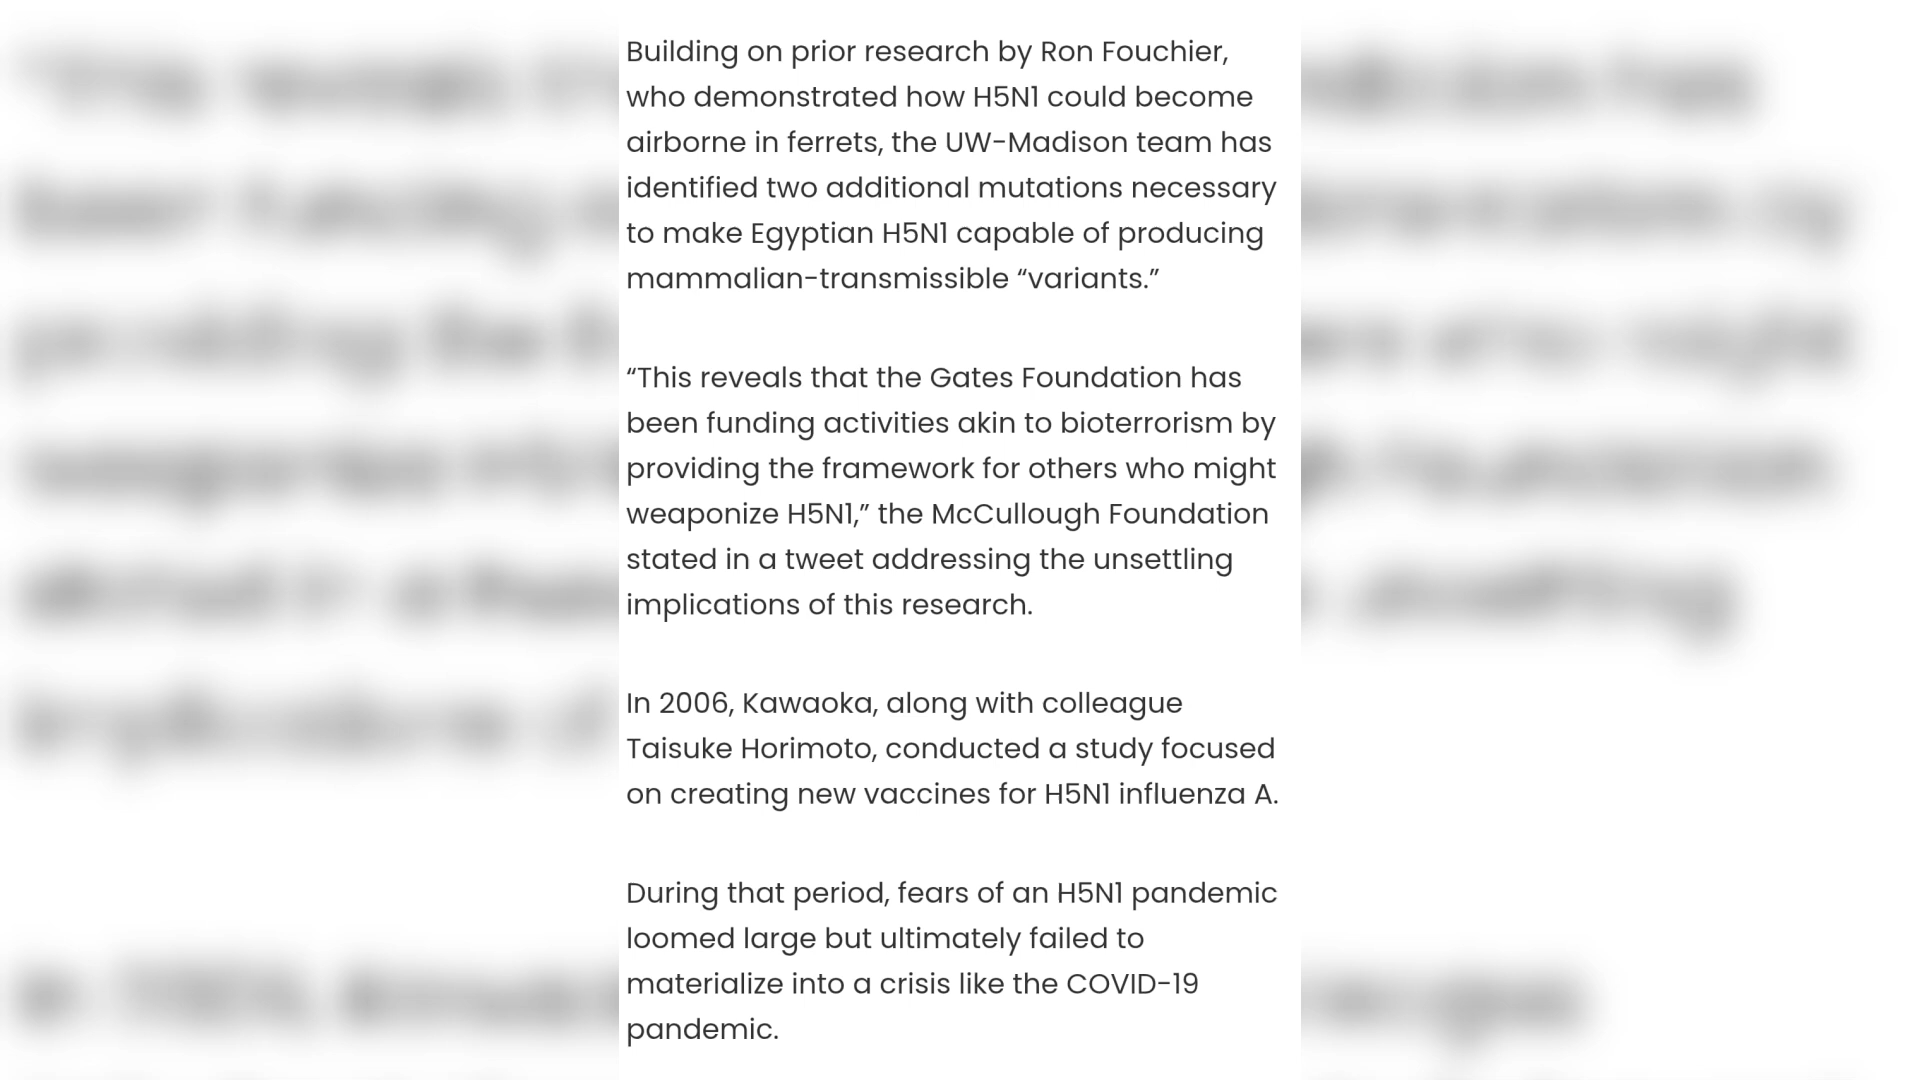 Building on prior research by Ron Fouchier,
who demonstrated how H5N1 could become
airborne in ferrets, the UW-Madison team has
identified two additional mutations necessary
to make Egyptian H5N1 capable of producing
mammalian-transmissible “variants.”
“This reveals that the Gates Foundation has
been funding activities akin to bioterrorism by
providing the framework for others who might
weaponize H5N1,” the McCullough Foundation
stated in a tweet addressing the unsettling
implications of this research.
In 2006, Kawaoka, along with colleague
Taisuke Horimoto, conducted a study focused
on creating new vaccines for H5N1 influenza A.
During that period, fears of an H5N1 pandemic
loomed large but ultimately failed to
materialize into a crisis like the COVID-19
pandemic.